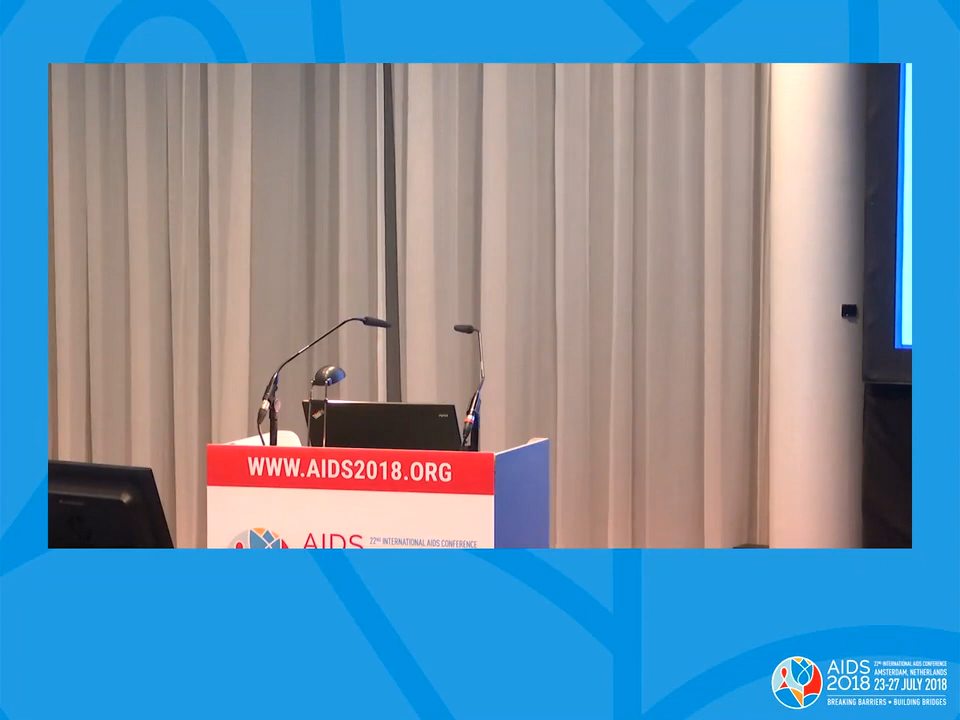 WWW.AIDS2018.ORG
AIDS
22ND INTERNATIONAL AIDS CONFERENCE
AIDS
2018
22ND INTERNATIONAL AIDS CONFERENCE
AMSTERDAM, NETHERLANDS
23-27 JULY 2018
BREAKING BARRIERS • BUILDING BRIDGES